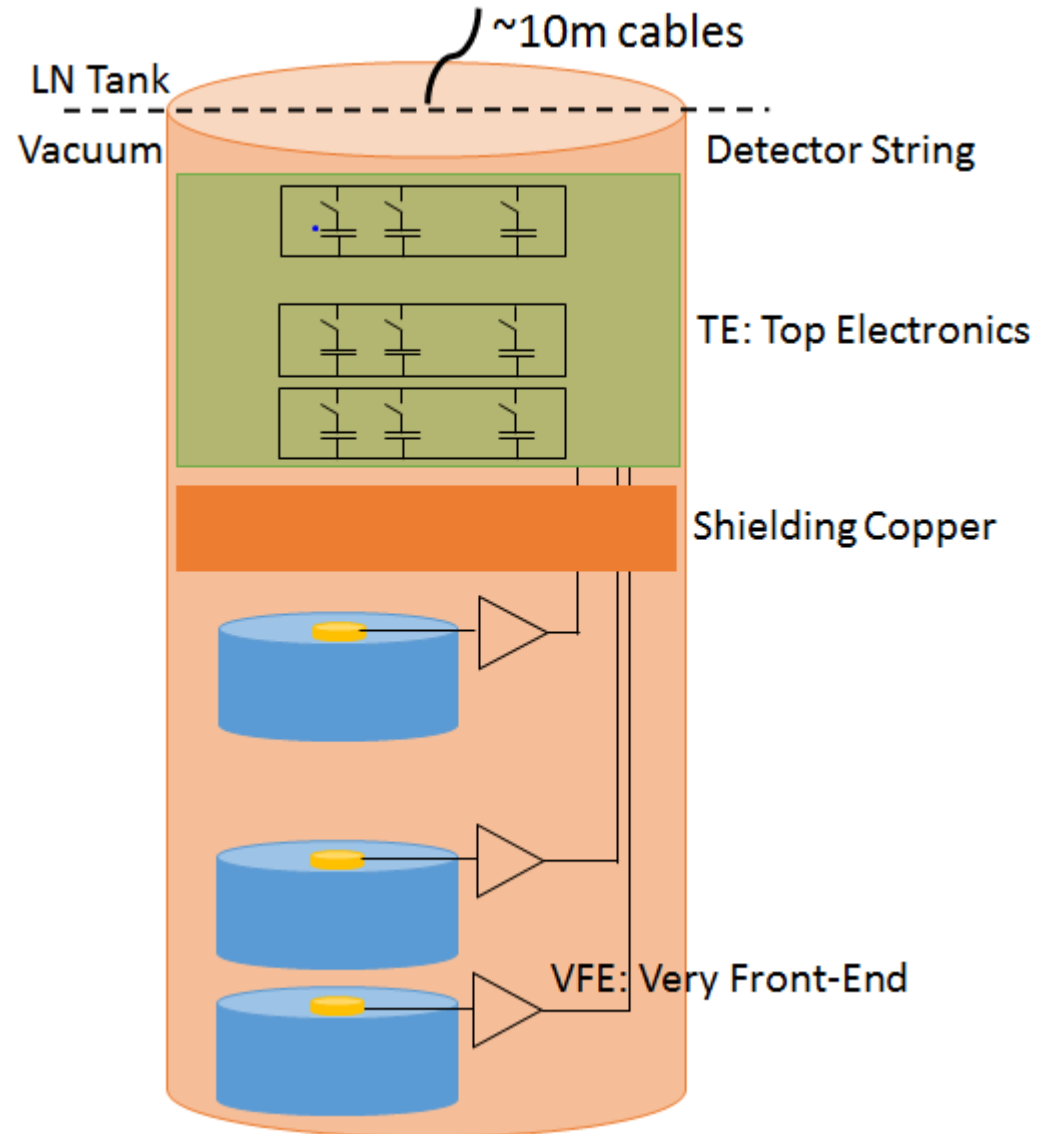 ~10m cables
LN Tank
Vacuum
Detector String
TE: Top Electronics
Shielding Copper
VFE: Very Front-End